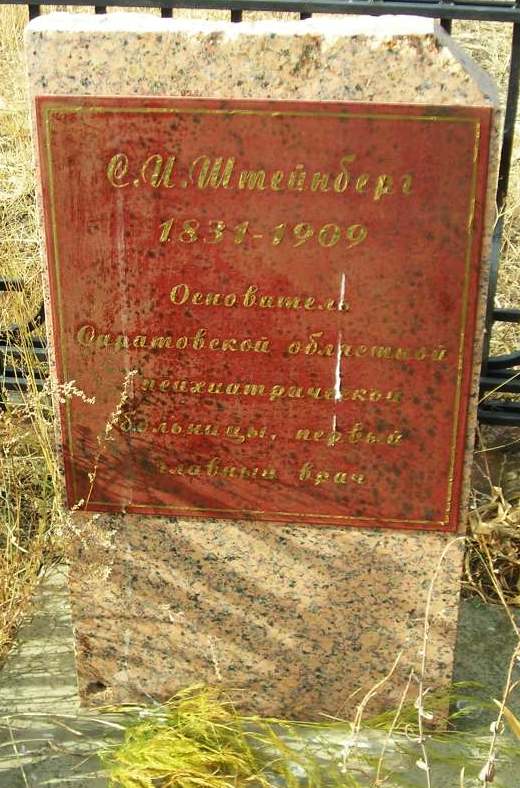 С.И.Штейнберг
1831-1909
Основатель
Саратовской областной
психиатрической
больницы, первый
главный врач